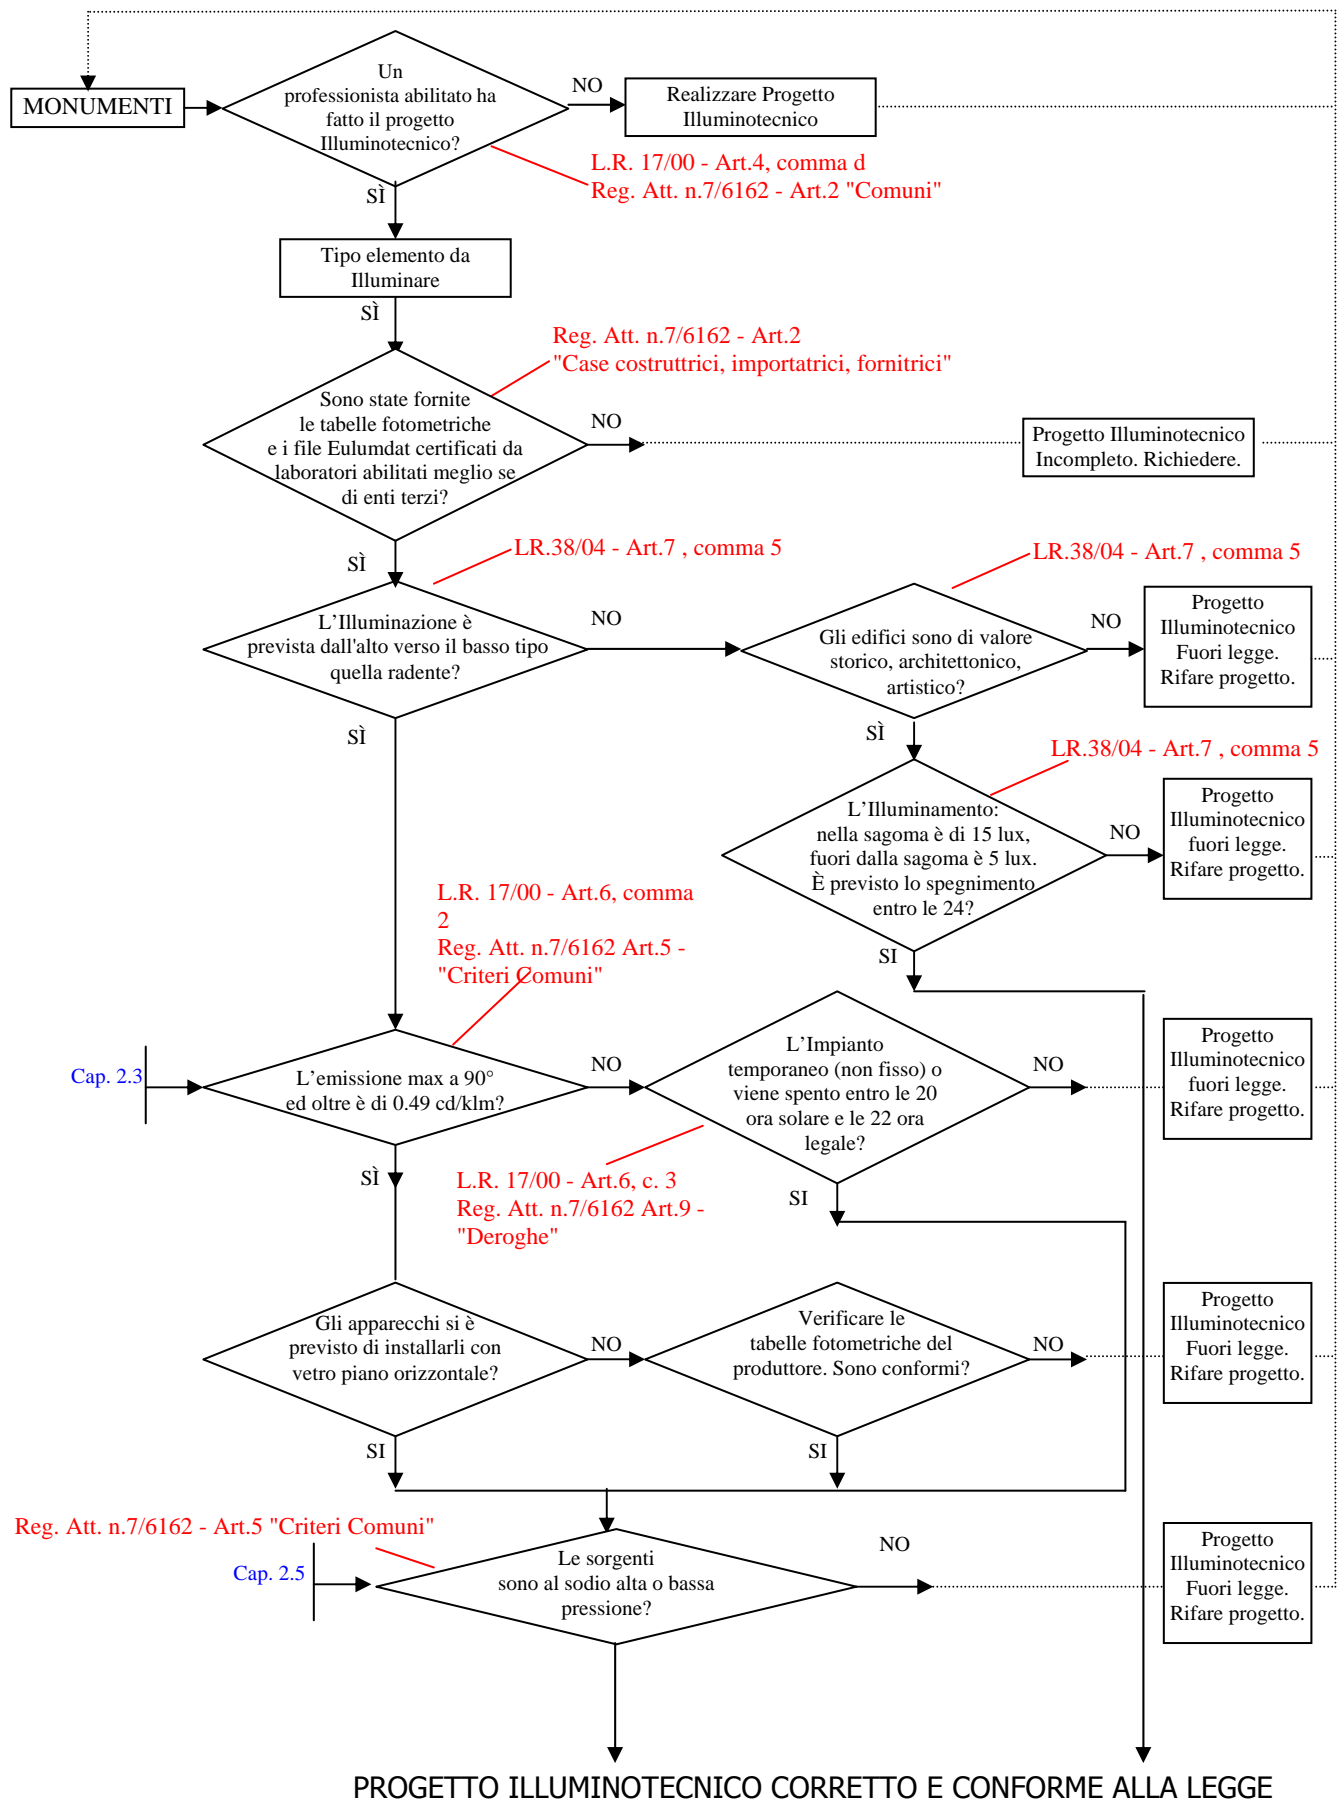 MONUMENTI
Un
professionista abilitato ha
fatto il progetto
Illuminotecnico?
NO
Realizzare Progetto
Illuminotecnico
L.R. 17/00 - Art.4, comma d
Reg. Att. n.7/6162 - Art.2 "Comuni"
SÌ
Tipo elemento da
Illuminare
SÌ
Reg. Att. n.7/6162 - Art.2
"Case costruttrici, importatrici, fornitrici"
Sono state fornite
le tabelle fotometriche
e i file Eulumdat certificati da
laboratori abilitati meglio se
di enti terzi?
NO
Progetto Illuminotecnico
Incompleto. Richiedere.
SÌ
LR.38/04 - Art.7 , comma 5
L'Illuminazione è
prevista dall'alto verso il basso tipo
quella radente?
NO
LR.38/04 - Art.7 , comma 5
Gli edifici sono di valore
storico, architettonico,
artistico?
NO
Progetto
Illuminotecnico
Fuori legge.
Rifare progetto.
SÌ
SÌ
LR.38/04 - Art.7 , comma 5
L'Illuminamento:
nella sagoma è di 15 lux,
fuori dalla sagoma è 5 lux.
È previsto lo spegnimento
entro le 24?
NO
Progetto
Illuminotecnico
fuori legge.
Rifare progetto.
SI
L.R. 17/00 - Art.6, comma
2
Reg. Att. n.7/6162 Art.5 -
"Criteri Comuni"
Cap. 2.3
L'emissione max a 90°
ed oltre è di 0.49 cd/klm?
NO
L'Impianto
temporaneo (non fisso) o
viene spento entro le 20
ora solare e le 22 ora
legale?
NO
Progetto
Illuminotecnico
fuori legge.
Rifare progetto.
SÌ
L.R. 17/00 - Art.6, c. 3
Reg. Att. n.7/6162 Art.9 -
"Deroghe"
SI
Gli apparecchi si è
previsto di installarli con
vetro piano orizzontale?
NO
Verificare le
tabelle fotometriche del
produttore. Sono conformi?
NO
Progetto
Illuminotecnico
Fuori legge.
Rifare progetto.
SI
SI
Reg. Att. n.7/6162 - Art.5 "Criteri Comuni"
Cap. 2.5
Le sorgenti
sono al sodio alta o bassa
pressione?
NO
Progetto
Illuminotecnico
Fuori legge.
Rifare progetto.
PROGETTO ILLUMINOTECNICO CORRETTO E CONFORME ALLA LEGGE